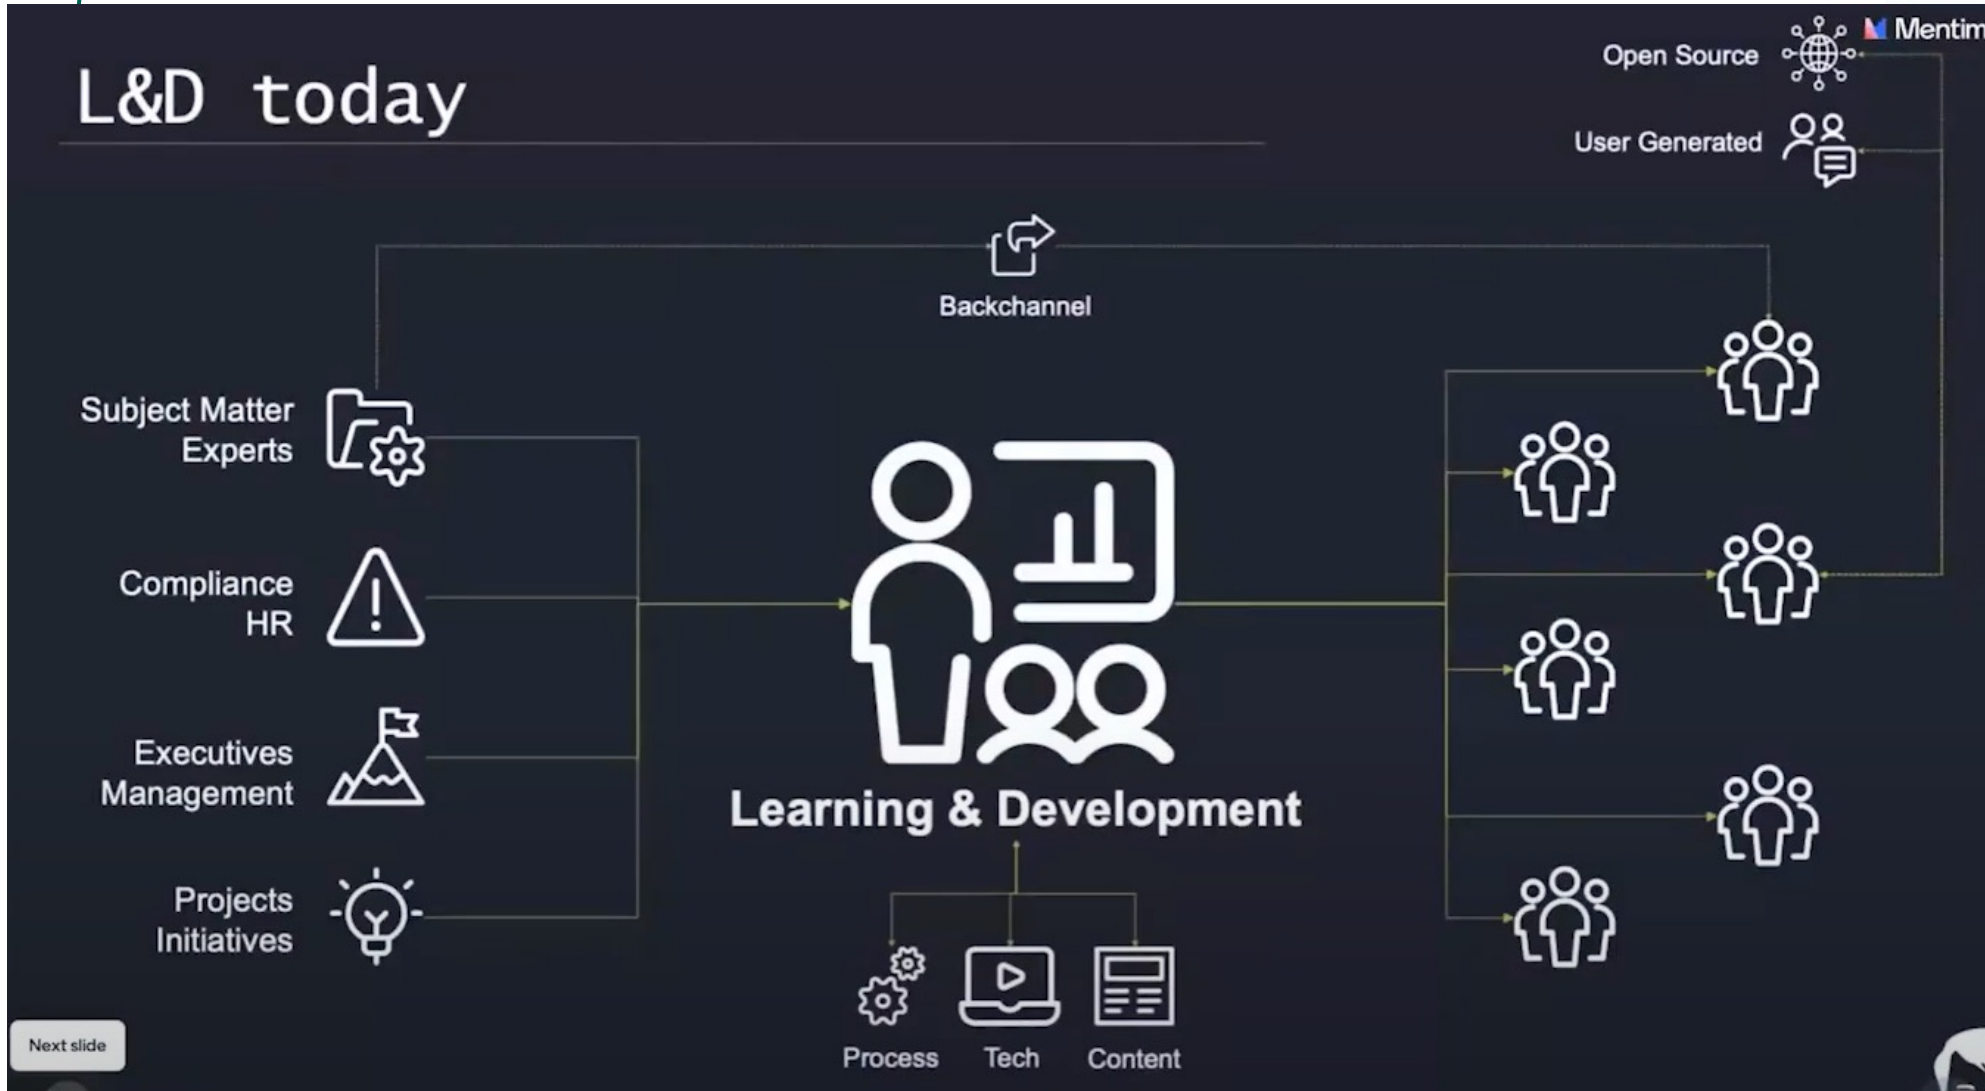 Mentim
Open Source
L&D today
User Generated
Backchannel
Subject Matter
Experts
Compliance
HR
Executives
Management
Learning & Development
Projects
Initiatives
Next slide
Process
Tech
Content